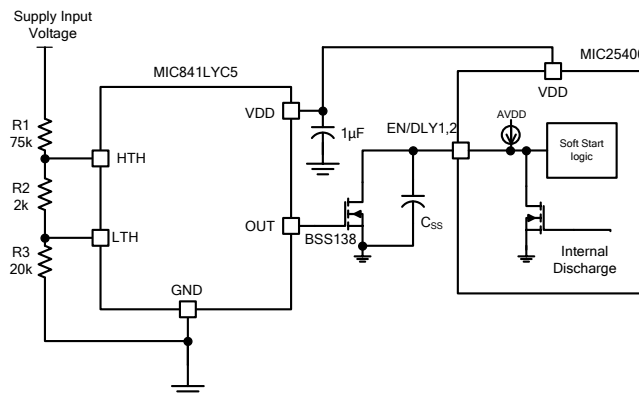 Supply Input
Voltage
MIC841LYC5
MIC25400
VDD
VDD
R1
75k
1µF
EN/DLY1,2
AVDD
Soft Start
logic
HTH
R2
2k
CSS
LTH
OUT
BSS138
R3
20k
Internal
Discharge
GND